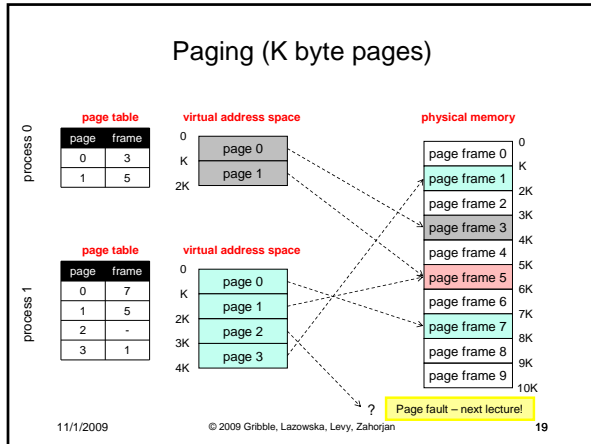 Paging (K byte pages)
process 0
page table
page frame
0 3
1 5
virtual address space
0
page 0
K
page 1
2K
process 1
page table
page frame
0 7
1 5
2 -
3 1
virtual address space
0
page 0
K
page 1
2K
page 2
3K
page 3
4K
?
Page fault – next lecture!
physical memory
0
page frame 0
K
page frame 1
2K
page frame 2
3K
page frame 3
4K
page frame 4
5K
page frame 5
6K
page frame 6
7K
page frame 7
8K
page frame 8
9K
page frame 9
10K
11/1/2009 © 2009 Gribble, Lazowska, Levy, Zahorjan 19